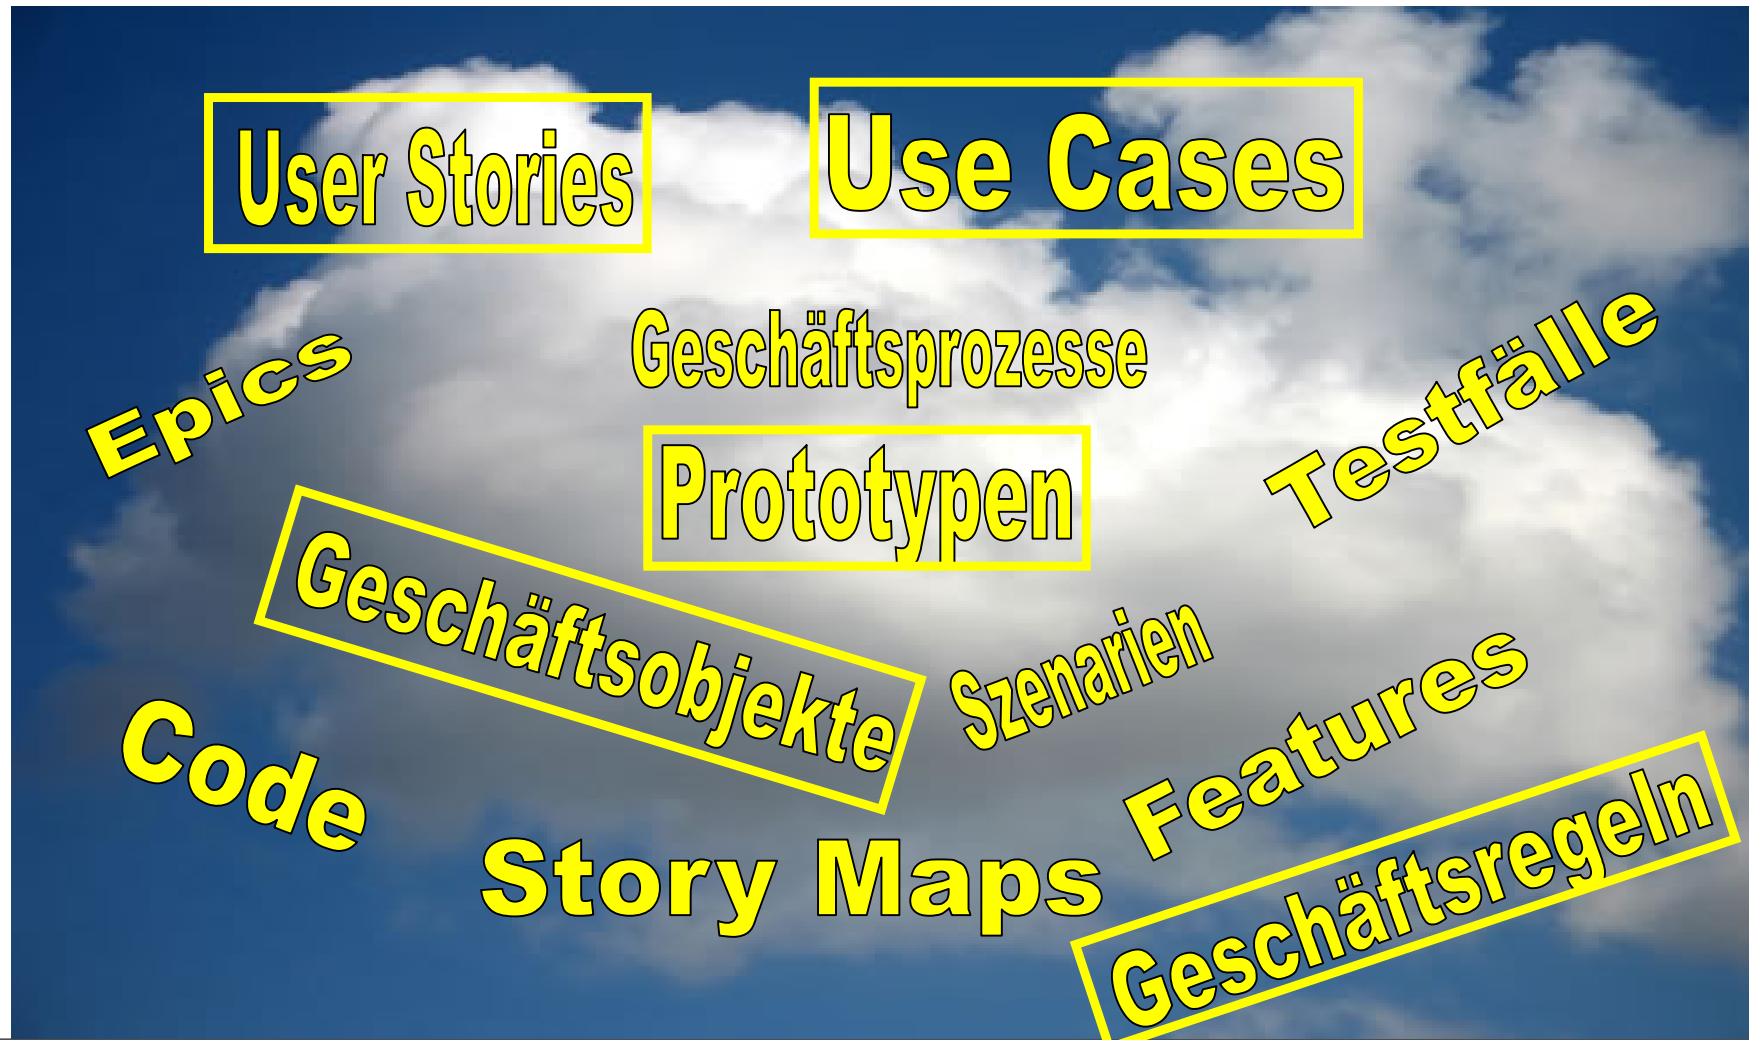 User Stories
Use Cases
Geschäftsprozesse
Epics
Testfälle
Prototypen
Geschäftsobjekte
Szenarien
Features
Code
Story Maps
Geschäftsregeln